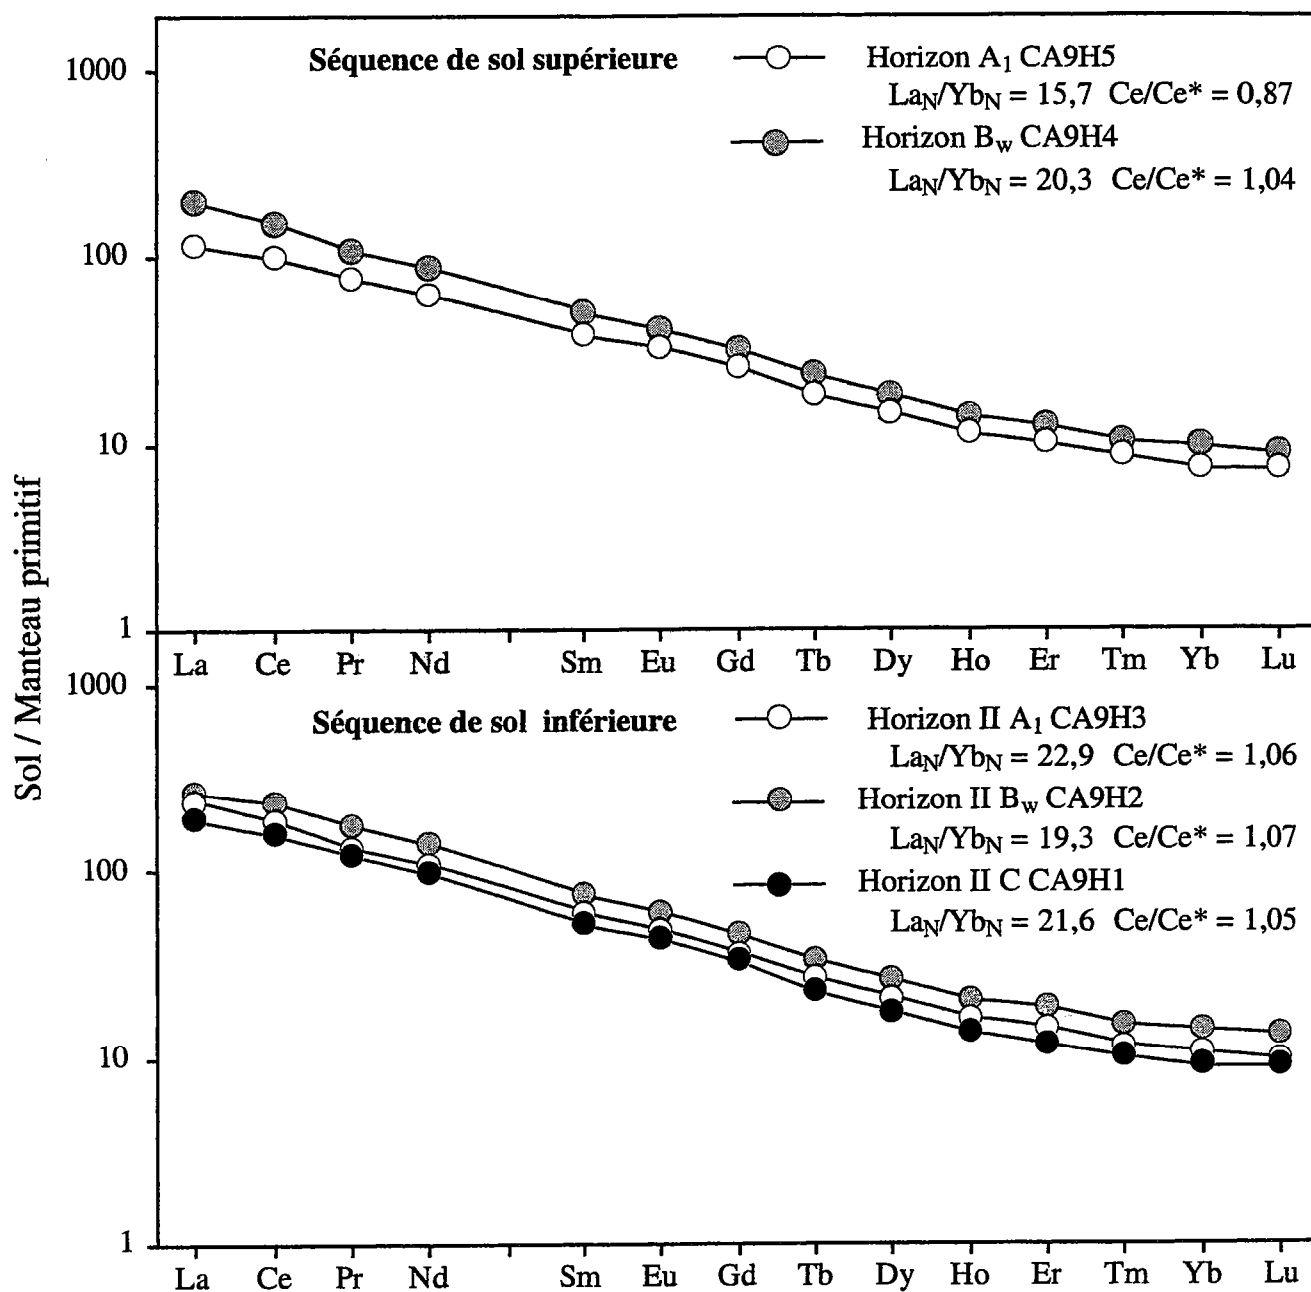 Séquence de sol supérieure
Horizon A1 CA9H5
LaN/YbN = 15,7 Ce/Ce* = 0,87
Horizon Bw CA9H4
LaN/YbN = 20,3 Ce/Ce* = 1,04
1000
100
10
1
La Ce Pr Nd Sm Eu Gd Tb Dy Ho Er Tm Yb Lu
Sol / Manteau primitif
Séquence de sol inférieure
Horizon II A1 CA9H3
LaN/YbN = 22,9 Ce/Ce* = 1,06
Horizon II Bw CA9H2
LaN/YbN = 19,3 Ce/Ce* = 1,07
Horizon II C CA9H1
LaN/YbN = 21,6 Ce/Ce* = 1,05
1000
100
10
1
La Ce Pr Nd Sm Eu Gd Tb Dy Ho Er Tm Yb Lu